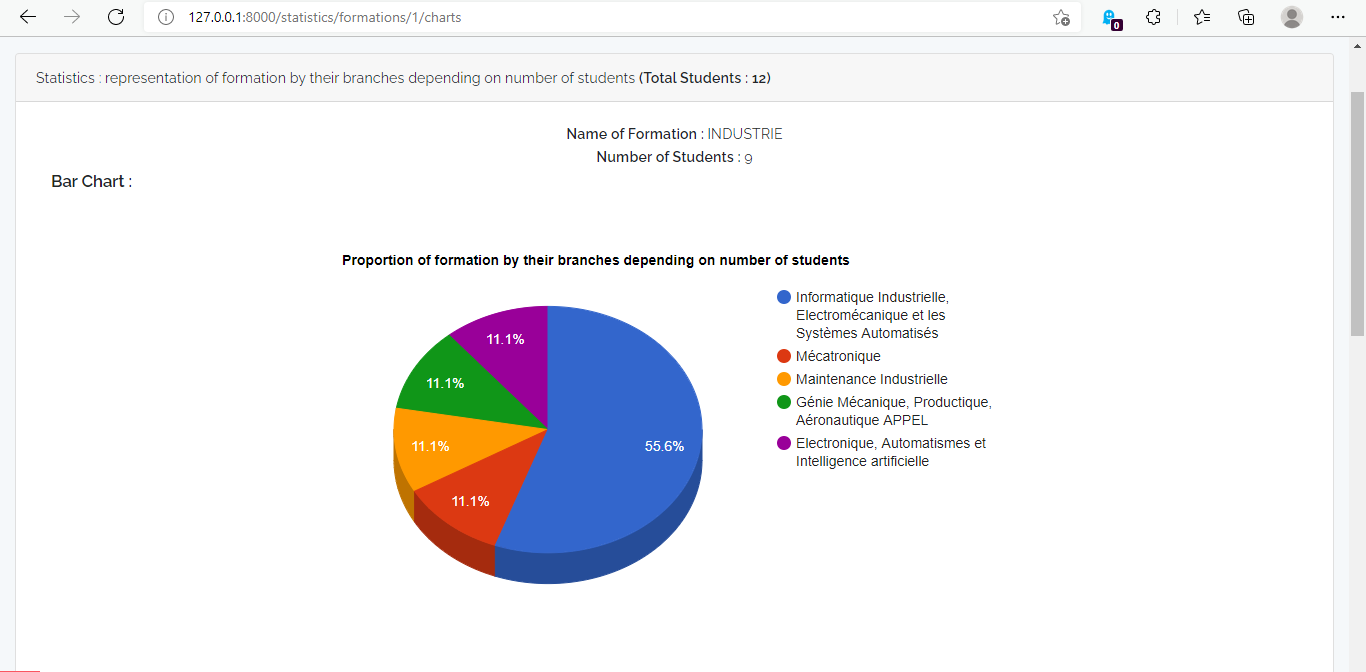 127.0.0.1:8000/statistics/formations/1/charts
0
Statistics : representation of formation by their branches depending on number of students (Total Students : 12)
Name of Formation : INDUSTRIE
Number of Students : 9
Bar Chart :
Proportion of formation by their branches depending on number of students
Informatique Industrielle,
Electromécanique et les
Systèmes Automatisés
Mécatronique
Maintenance Industrielle
Génie Mécanique, Productique,
Aéronautique APPEL
Electronique, Automatismes et
Intelligence artificielle
11.1%
11.1%
11.1%
55.6%
11.1%